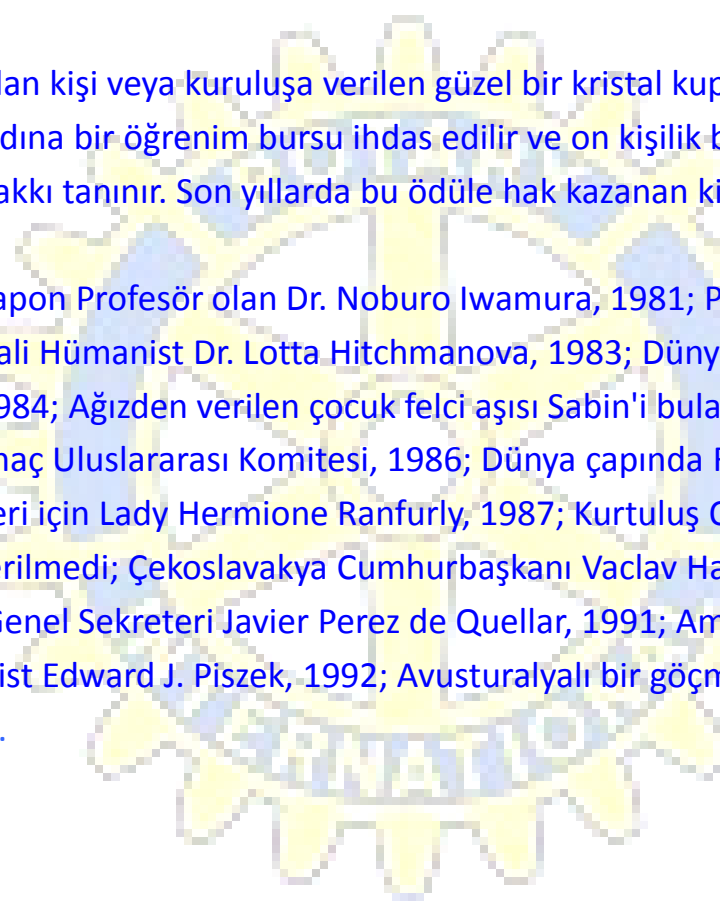 lan kişi veya kuruluşa verilen güzel bir kristal kup
dına bir öğrenim bursu ihdas edilir ve on kişilik b
akkı tanınır. Son yıllarda bu ödüle hak kazanan ki
apon Profesör olan Dr. Noburo Iwamura, 1981; P
ali Hümanist Dr. Lotta Hitchmanova, 1983; Düny
984; Ağızden verilen çocuk felci aşısı Sabin'i bula
naç Uluslararası Komitesi, 1986; Dünya çapında
eri için Lady Hermione Ranfurly, 1987; Kurtuluş
erilmedi; Çekoslavakya Cumhurbaşkanı Vaclav Ha
Genel Sekreteri Javier Perez de Quellar, 1991; Am
ist Edward J. Piszek, 1992; Avusturalyalı bir göçm
.